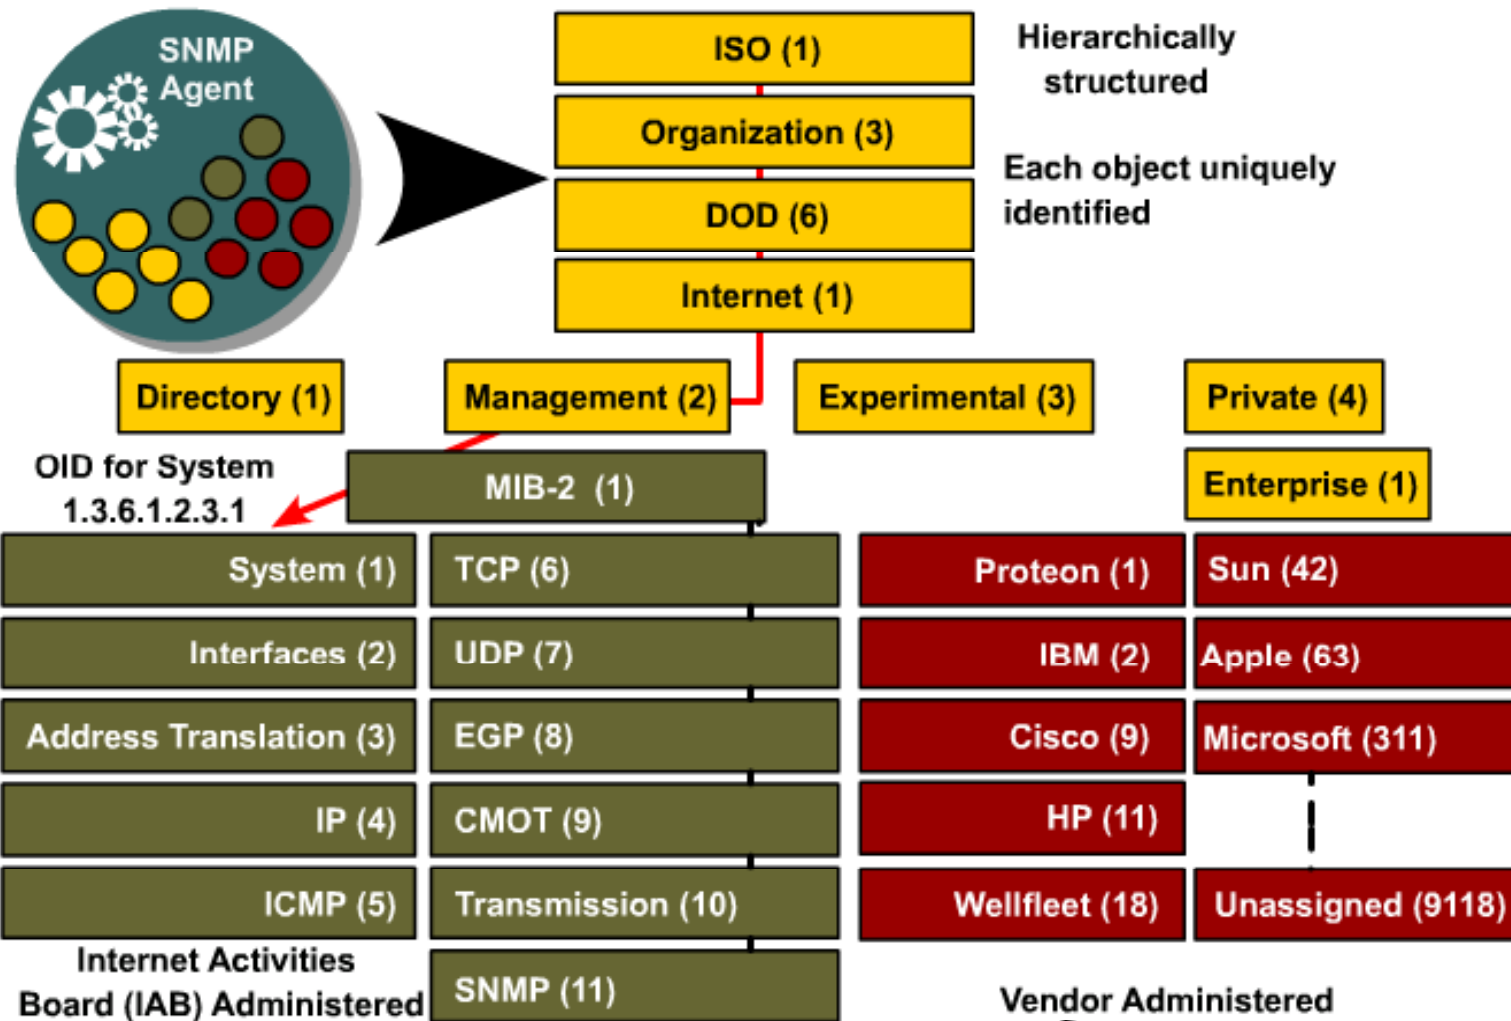 SNMP
Agent
ISO (1)
Organization (3)
DOD (6)
Internet (1)
Hierarchically
structured
Each object uniquely
identified
Directory (1)
Management (2)
Experimental (3)
Private (4)
OID for System
1.3.6.1.2.3.1
MIB-2 (1)
Enterprise (1)
System (1)
TCP (6)
Proteon (1)
Sun (42)
Interfaces (2)
UDP (7)
IBM (2)
Apple (63)
Address Translation (3)
EGP (8)
Cisco (9)
Microsoft (311)
IP (4)
CMOT (9)
HP (11)
ICMP (5)
Transmission (10)
Wellfleet (18)
Unassigned (9118)
Internet Activities
Board (IAB) Administered
SNMP (11)
Vendor Administered